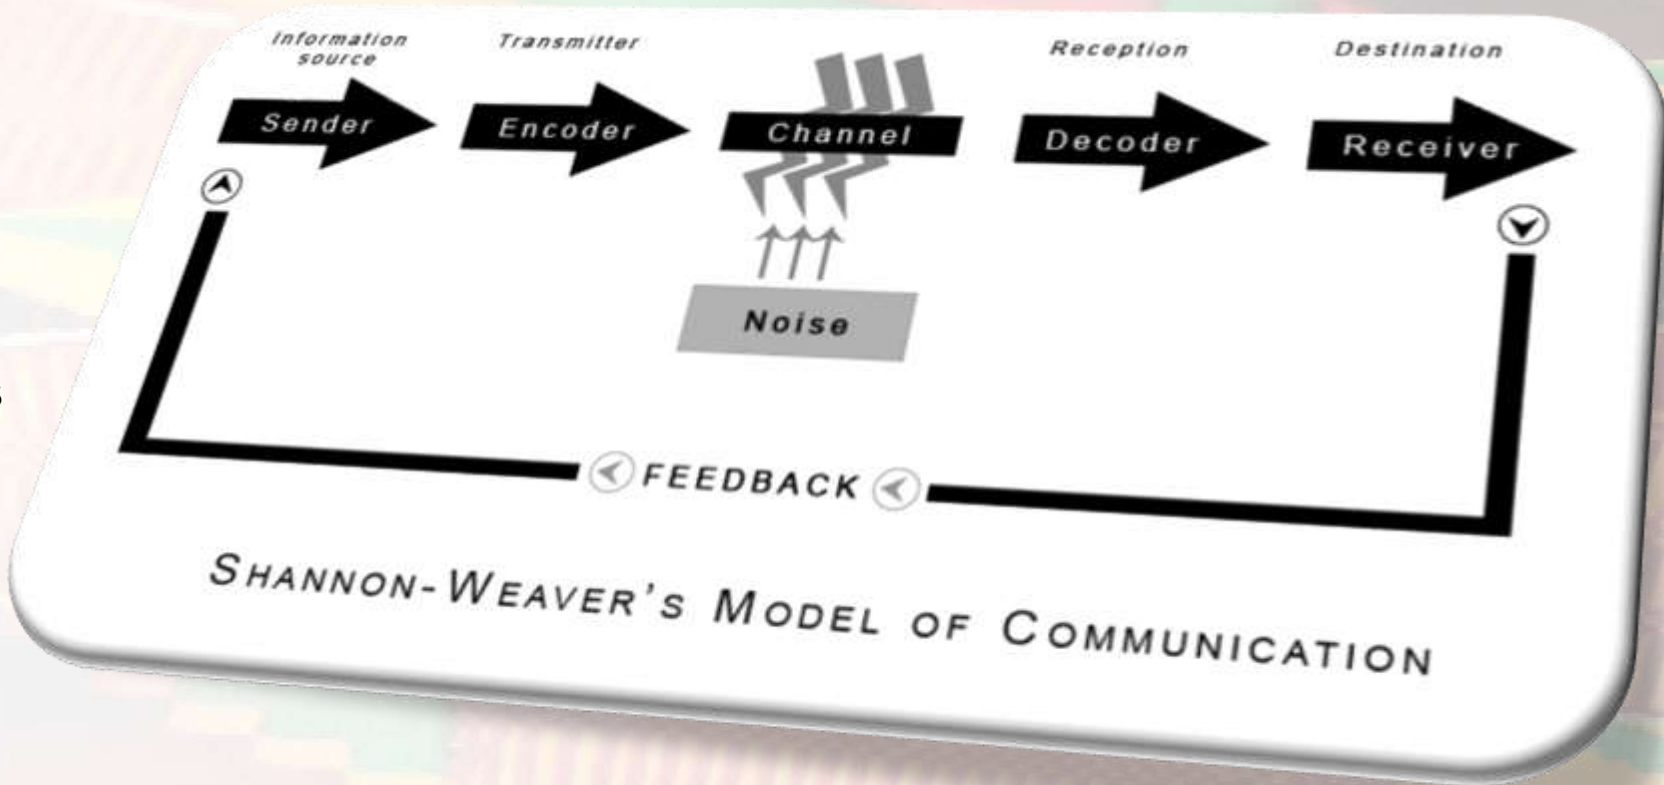 Information
source
Transmitter
Reception
Destination
Sender
Encoder
Channel
Decoder
Receiver
Noise
FEEDBACK
SHANNON-WEAVER'S MODEL OF COMMUNICATION